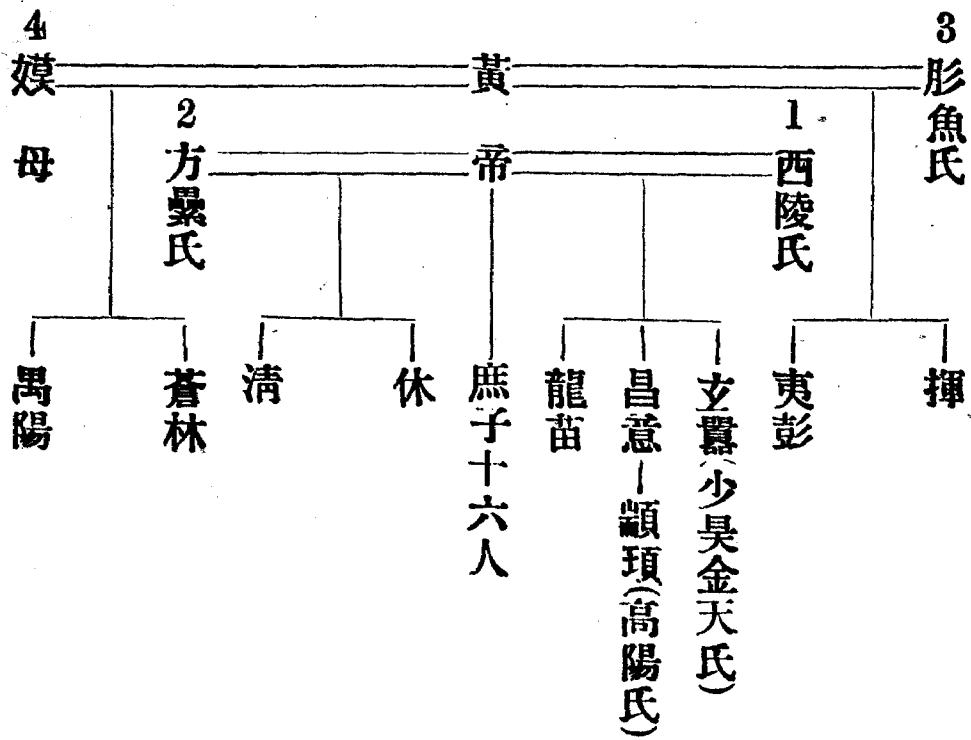 3
肜魚氏
黃帝
4
嫫母
1
西陵氏
2
方纍氏
揮
夷彭
玄囂(少昊金天氏)
昌意—顓頊(高陽氏)
龍苗
庶子十六人
休
清
蒼林
禺陽